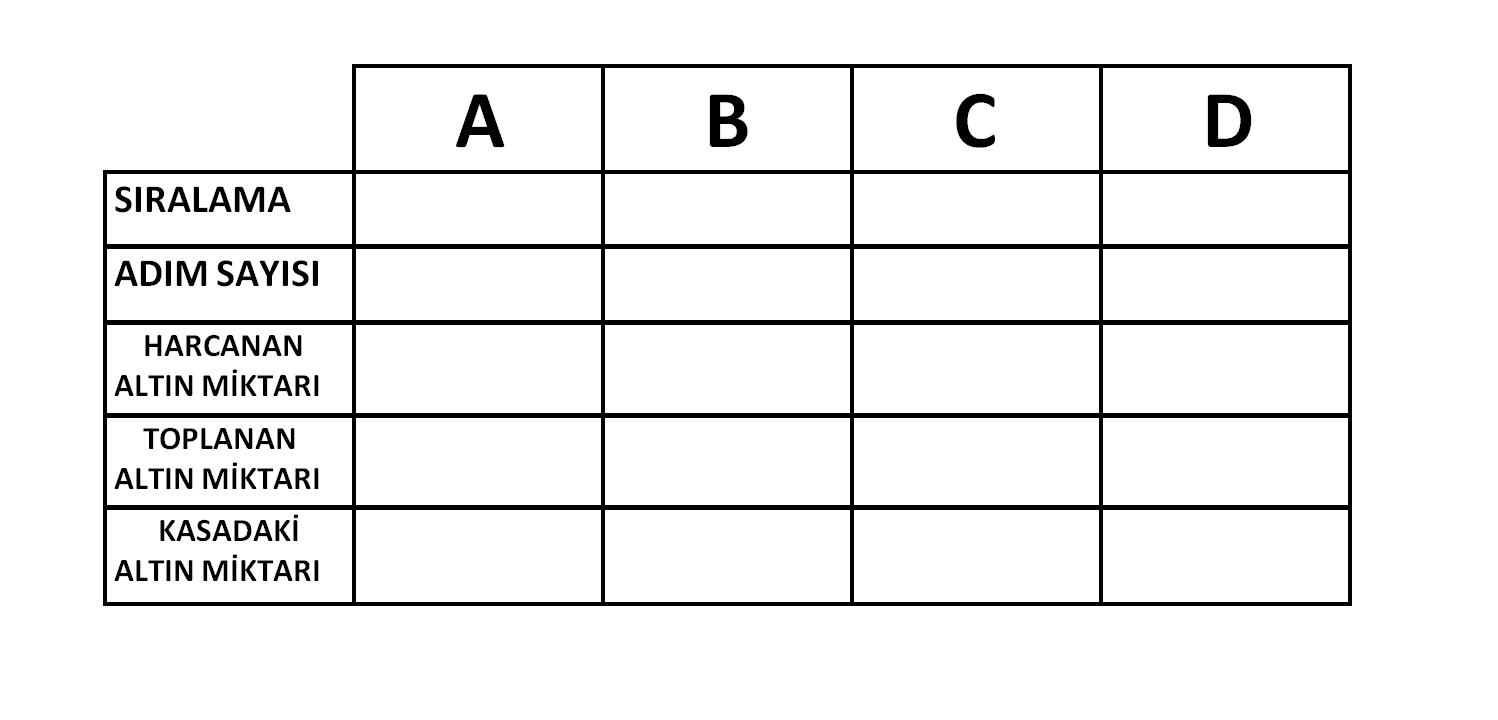 A B C D
SIRALAMA
ADIM SAYISI
HARCANAN
ALTIN MİKTARI
TOPLANAN
ALTIN MİKTARI
KASADAKİ
ALTIN MİKTARI